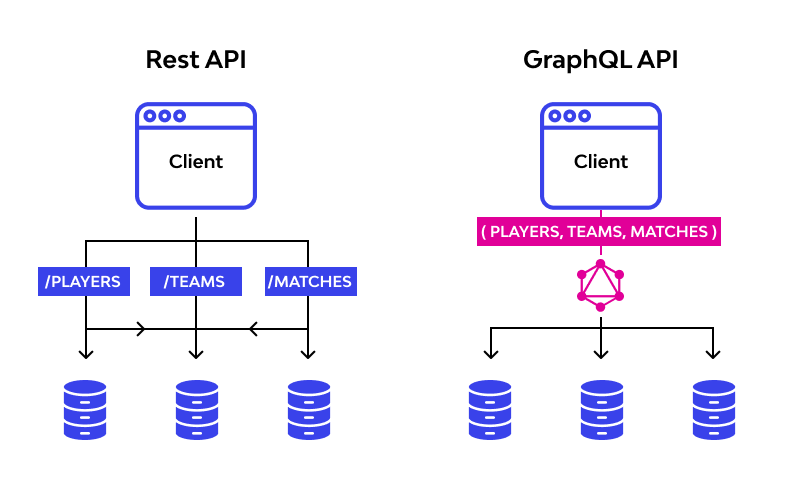 Rest API
Client
/PLAYERS
/TEAMS
/MATCHES
GraphQL API
Client
( PLAYERS, TEAMS, MATCHES )